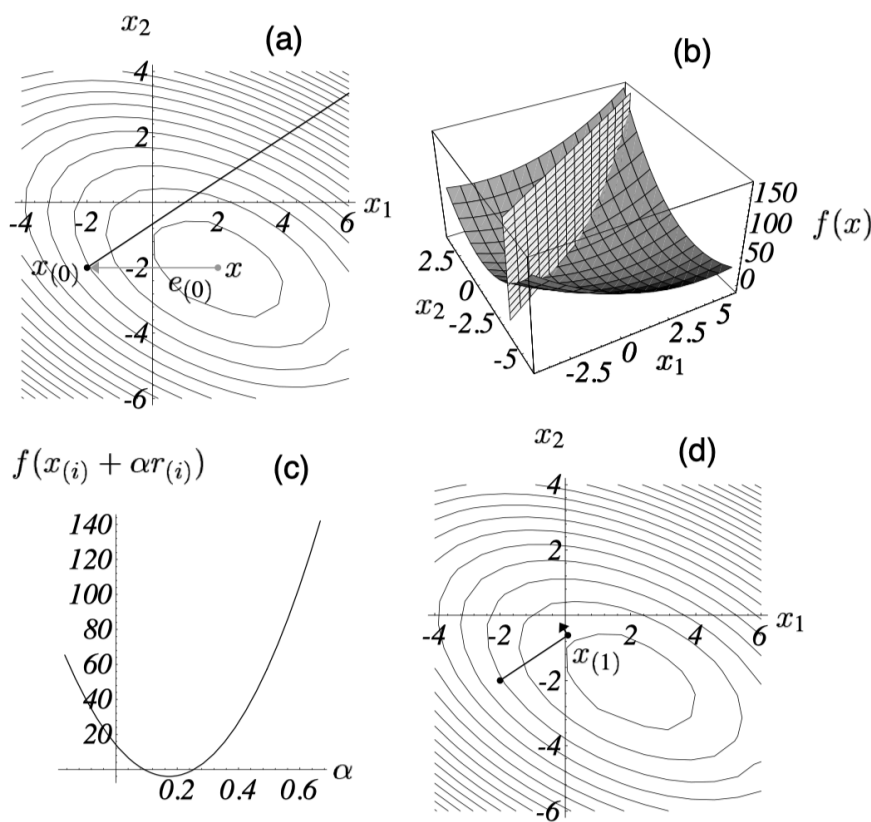 (a)
x₂
4
2
-4 -2 2 4 6 x₁
x₍₀₎ -2 x
e₍₀₎
-4
-6
(b)
150
100
50
0
f(x)
2.5
0
x₂ -2.5
-5
-2.5 0 2.5 5
x₁
(c)
f(x₍ᵢ₎ + αr₍ᵢ₎)
140
120
100
80
60
40
20
0.2 0.4 0.6 α
(d)
x₂
4
2
-4 -2 2 4 6 x₁
x₍₁₎
-2
-4
-6